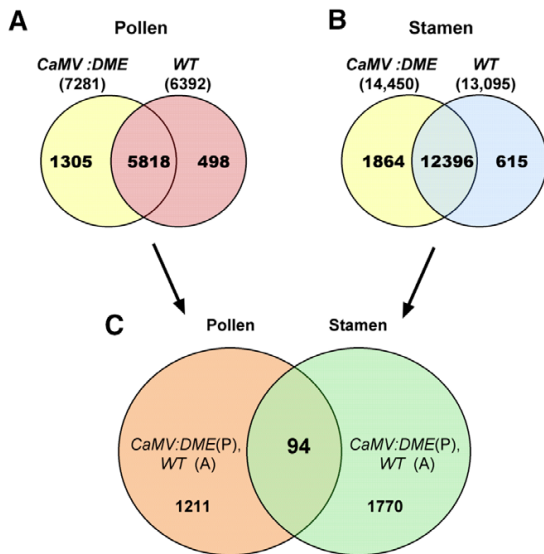 A
Pollen
CaMV :DME
WT
(7281)
(6392)
1305
5818
498
B
Stamen
CaMV :DME
WT
(14,450)
(13,095)
1864
12396
615
C
Pollen
Stamen
CaMV:DME(P),
WT (A)
1211
94
CaMV:DME(P),
WT (A)
1770